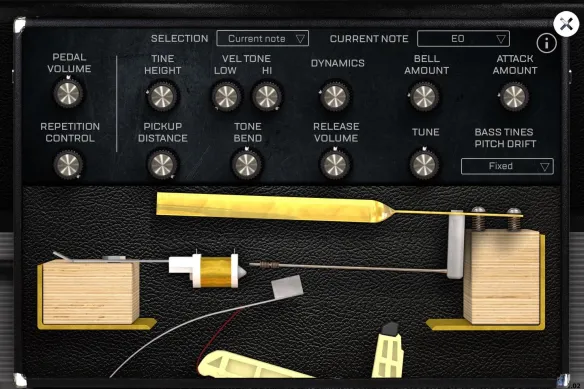 SELECTION Current note CURRENT NOTE E0
PEDAL VOLUME
TINE HEIGHT
VEL TONE
LOW HI
DYNAMICS
BELL AMOUNT
ATTACK AMOUNT
REPETITION CONTROL
PICKUP DISTANCE
TONE BEND
RELEASE VOLUME
TUNE
BASS TINES PITCH DRIFT
Fixed